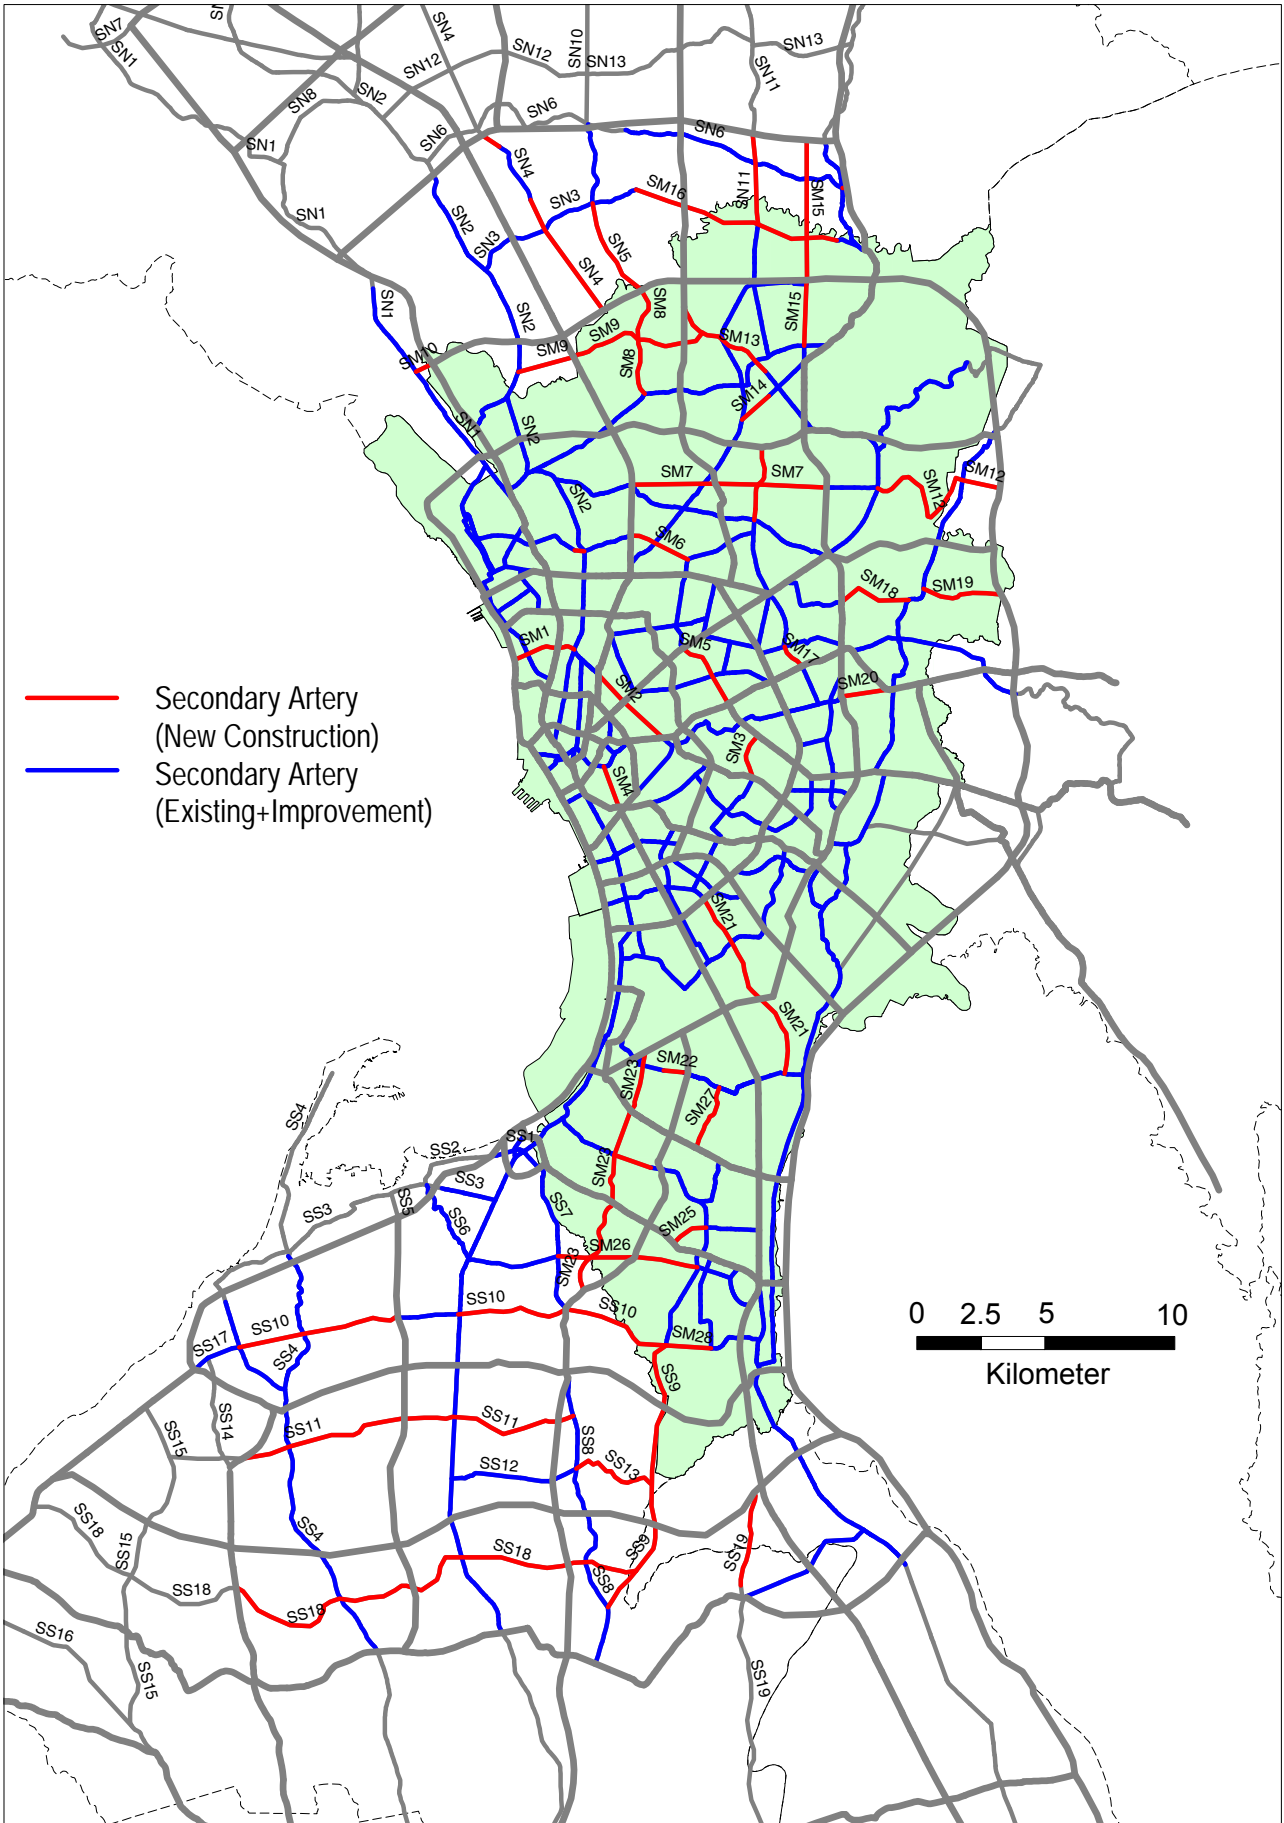 SN7
SN1
SN4
SN12
SN12
SN10
SN13
SN13
SN11
SN8
SN2
SN6
SN6
SN6
SN1
SN4
SN3
SM16
SN11
SM15
SN1
SN2
SN3
SN5
SN4
SN1
SN2
SM8
SM15
SM9
SM9
SM13
SM10
SM8
SM14
SN1
SN2
SM7
SM7
SM12
SM12
SN2
SM6
SM18
SM19
SM1
SM5
SM17
SM2
SM20
Secondary Artery
(New Construction)
Secondary Artery
(Existing+Improvement)
SM3
SM4
SM21
SM21
SM22
SM23
SM27
SS4
SS1
SS2
SS3
SM23
SS3
SS5
SS6
SS7
SM25
SM26
SM23
SS10
SS10
SS10
SS17
SS4
SM28
0 2.5 5 10
Kilometer
SS9
SS14
SS15
SS11
SS11
SS8
SS12
SS13
SS18
SS15
SS4
SS18
SS9
SS19
SS18
SS8
SS18
SS16
SS15
SS19